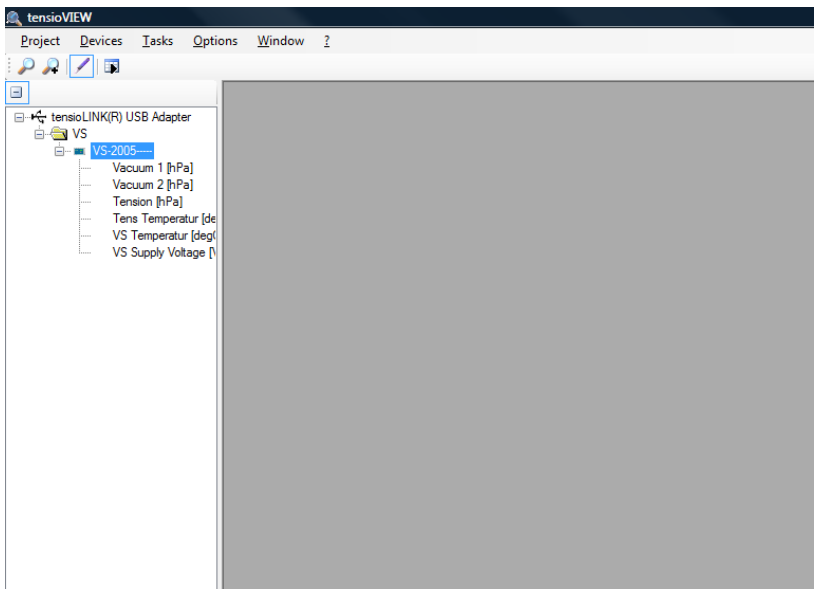 tensioVIEW
Project Devices Tasks Options Window ?
tensioLINK(R) USB Adapter
VS
VS-2005-----
Vacuum 1 [hPa]
Vacuum 2 [hPa]
Tension [hPa]
Tens Temperatur [de
VS Temperatur [deg
VS Supply Voltage [